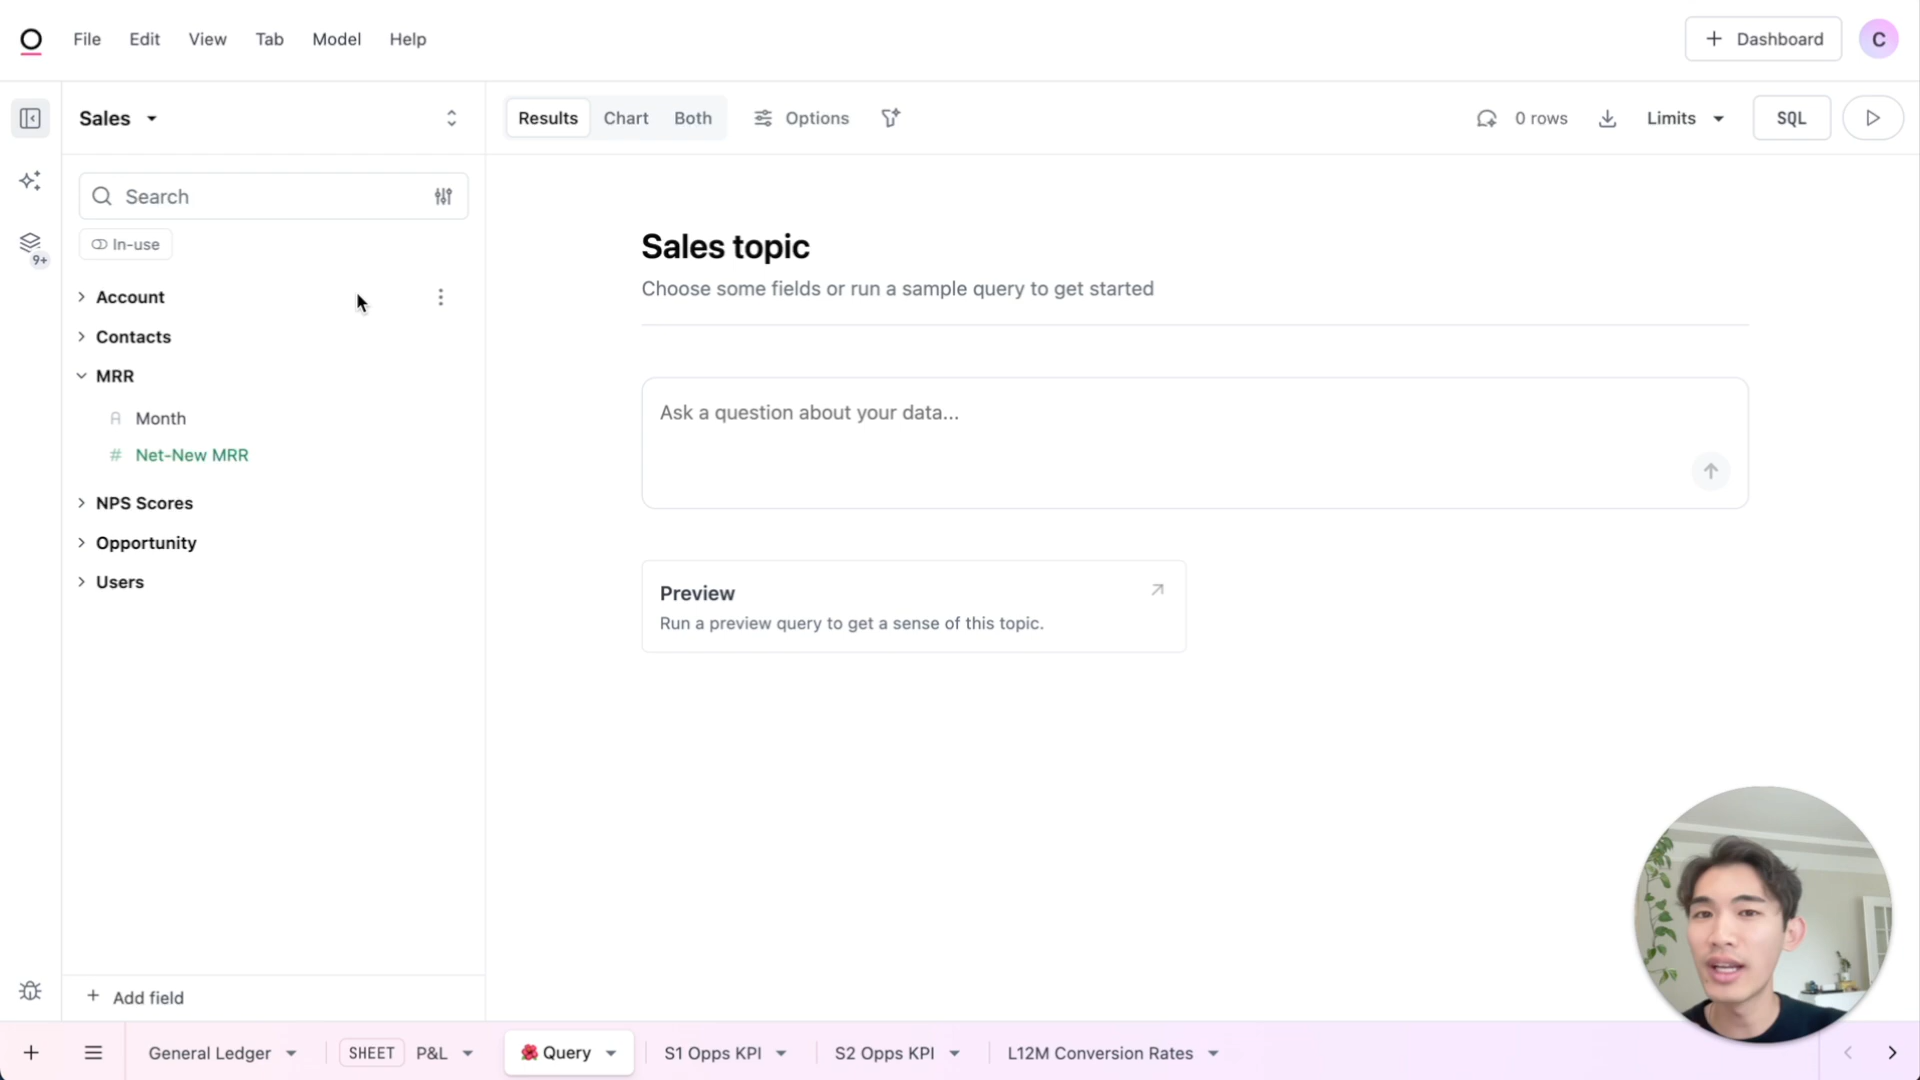 File Edit View Tab Model Help
+ Dashboard
C
Sales
Results Chart Both
Options
0 rows
Limits
SQL
Search
In-use
9+
Account
Contacts
MRR
A Month
# Net-New MRR
NPS Scores
Opportunity
Users
+ Add field
Sales topic
Choose some fields or run a sample query to get started
Ask a question about your data...
Preview
Run a preview query to get a sense of this topic.
General Ledger
SHEET P&L
Query
S1 Opps KPI
S2 Opps KPI
L12M Conversion Rates